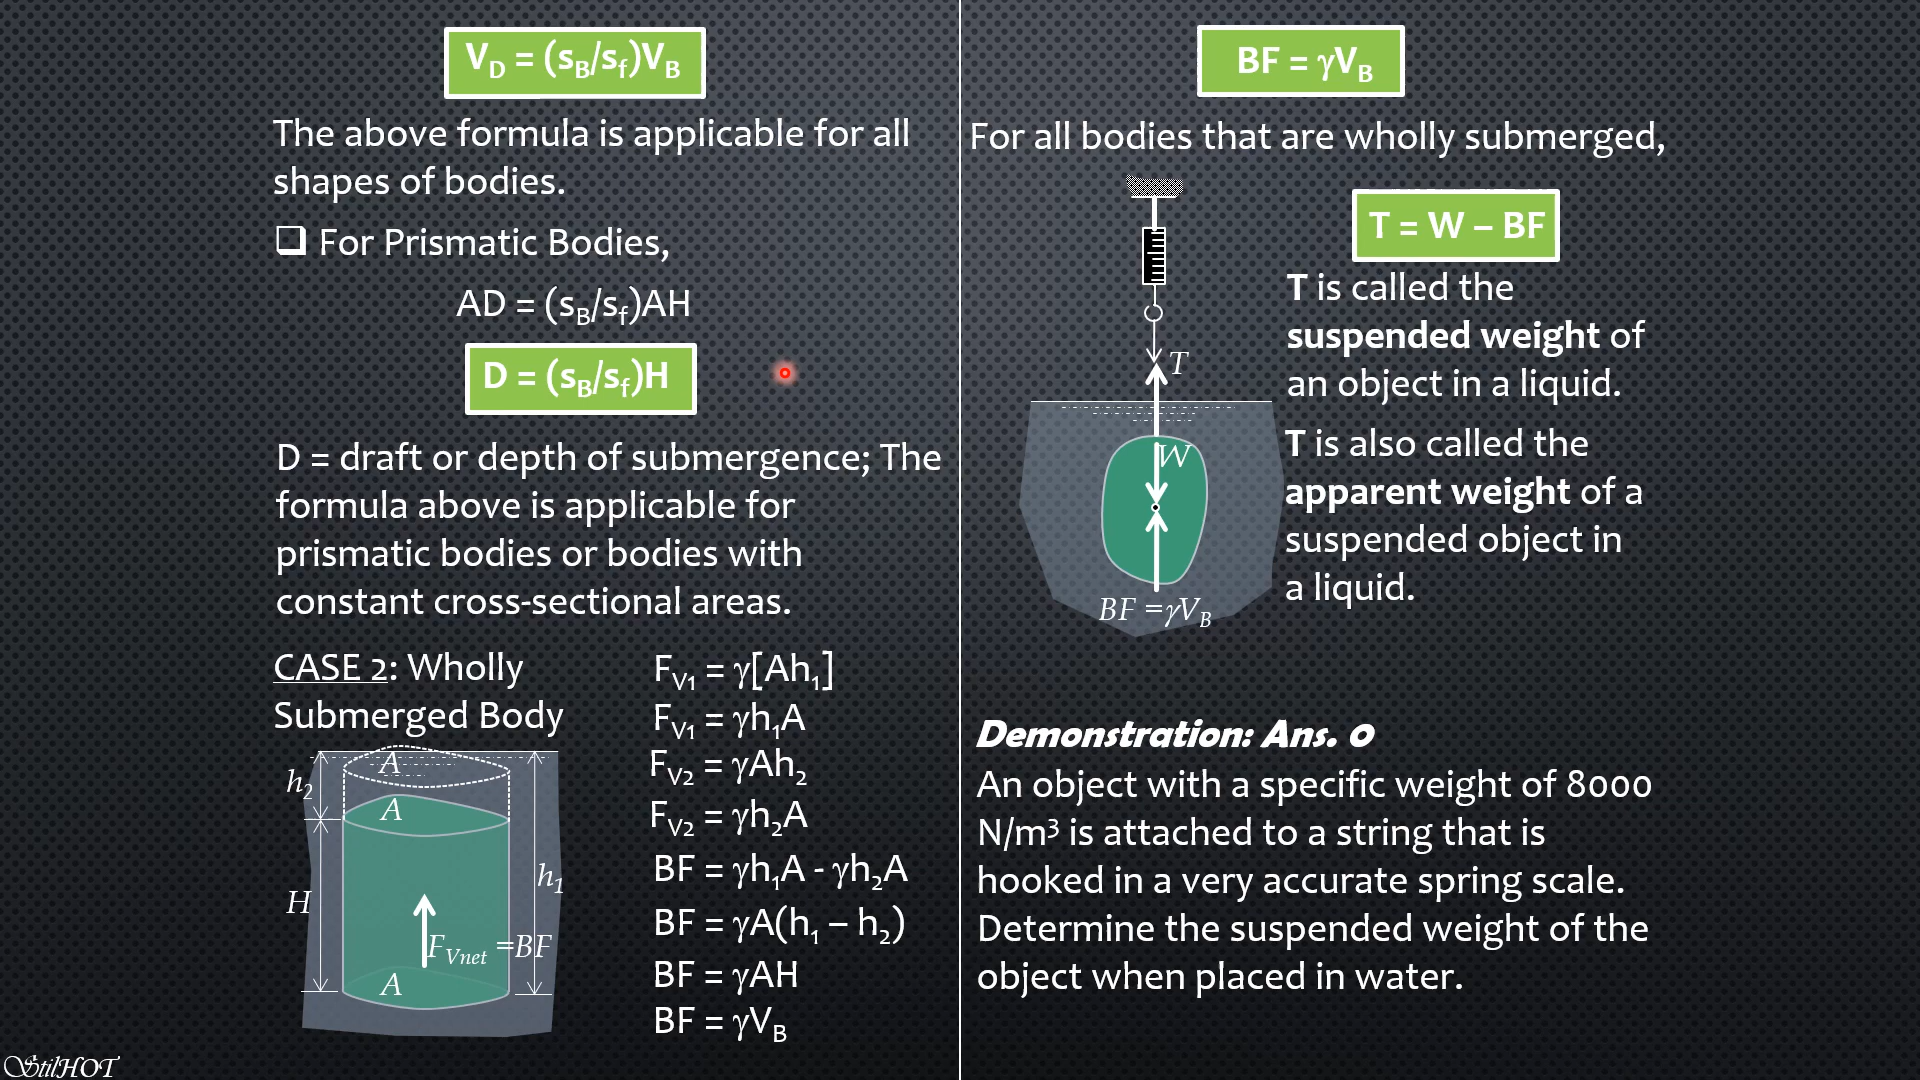 V_D = (s_B/s_f)V_B
The above formula is applicable for all
shapes of bodies.
❑ For Prismatic Bodies,
AD = (s_B/s_f)AH
D = (s_B/s_f)H
D = draft or depth of submergence; The
formula above is applicable for
prismatic bodies or bodies with
constant cross-sectional areas.
CASE 2: Wholly
Submerged Body
A
h_2
A
H
h_1
F_Vnet =BF
A
F_V1 = γ[Ah_1]
F_V1 = γh_1A
F_V2 = γAh_2
F_V2 = γh_2A
BF = γh_1A - γh_2A
BF = γA(h_1 – h_2)
BF = γAH
BF = γV_B
BF = γV_B
For all bodies that are wholly submerged,
T = W – BF
T is called the
suspended weight of
an object in a liquid.
T is also called the
apparent weight of a
suspended object in
a liquid.
T
W
BF =γV_B
Demonstration: Ans. 0
An object with a specific weight of 8000
N/m³ is attached to a string that is
hooked in a very accurate spring scale.
Determine the suspended weight of the
object when placed in water.
StilHOT